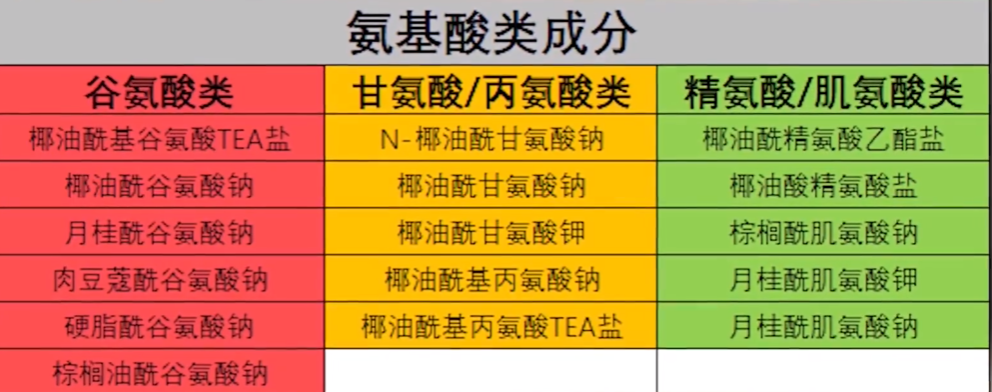 氨基酸类成分
谷氨酸类 甘氨酸/丙氨酸类 精氨酸/肌氨酸类
椰油酰基谷氨酸TEA盐 N-椰油酰甘氨酸钠 椰油酰精氨酸乙酯盐
椰油酰谷氨酸钠 椰油酰甘氨酸钠 椰油酸精氨酸盐
月桂酰谷氨酸钠 椰油酰甘氨酸钾 棕榈酰肌氨酸钠
肉豆蔻酰谷氨酸钠 椰油酰基丙氨酸钠 月桂酰肌氨酸钾
硬脂酰谷氨酸钠 椰油酰基丙氨酸TEA盐 月桂酰肌氨酸钠
棕榈油酰谷氨酸钠